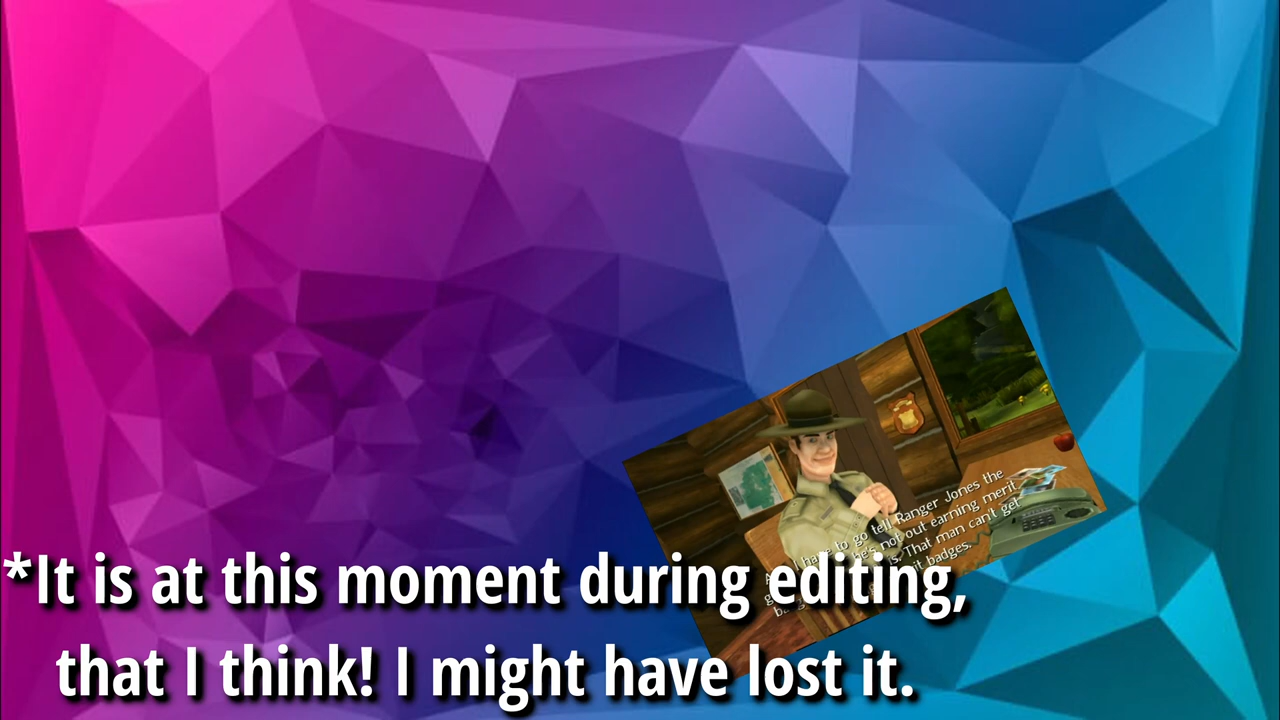 to go tell Ranger Jones the
he's not out earning merit
That man can't get
badges.
*It is at this moment during editing,
that I think! I might have lost it.